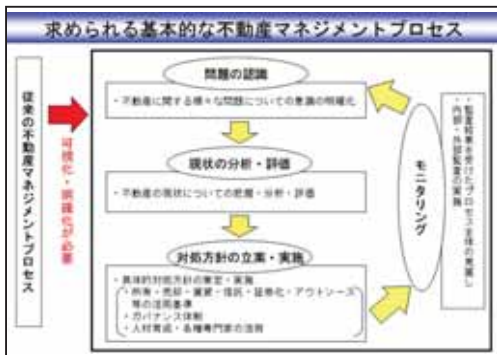 求められる基本的な不動産マネジメントプロセス
従来の不動産マネジメントプロセス
可視化・明確化が必要
問題の認識
・不動産に関する様々な問題についての意識の明確化
現状の分析・評価
・不動産の現状についての把握・分析・評価
対処方針の立案・実施
・具体的対処方針の策定・実施
所有・売却・賃貸・信託・証券化・アウトソース
等の活用基準
・ガバナンス体制
・人材育成・各種専門家の活用
モニタリング
・内部・外部監査の実施
・監査結果を受けたプロセス全体の見直し